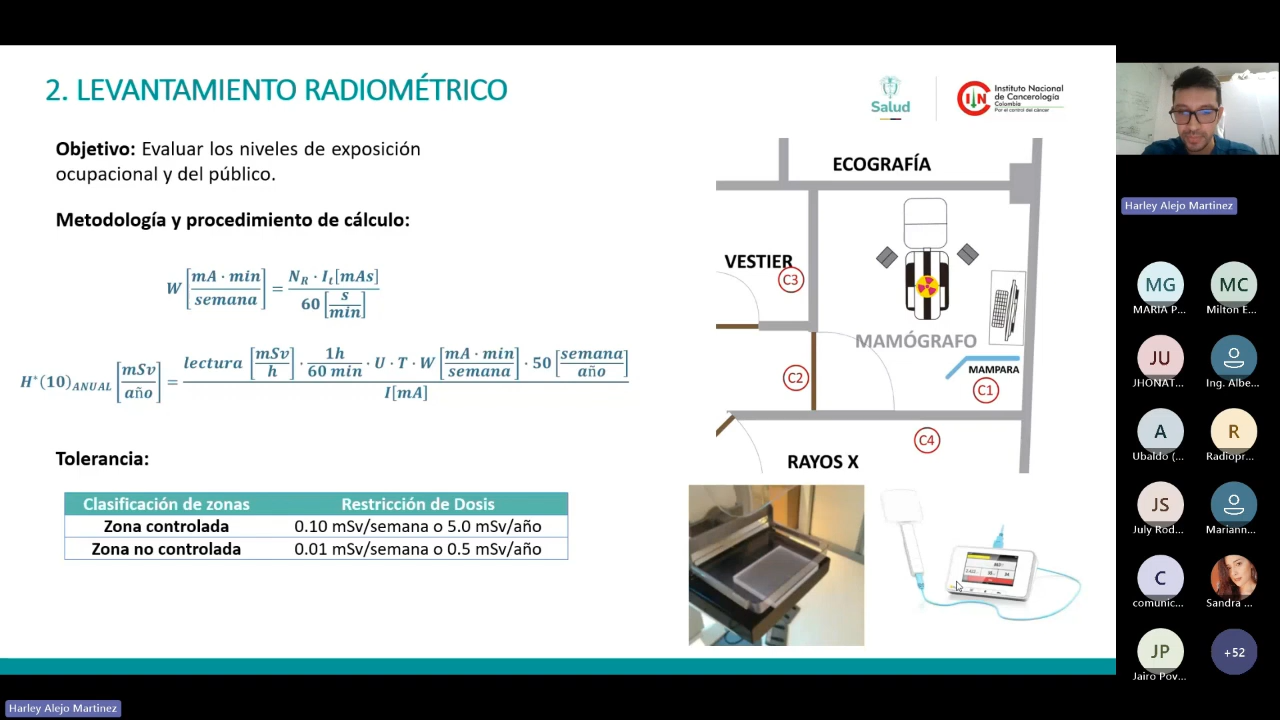 2. LEVANTAMIENTO RADIOMÉTRICO
Salud
Instituto Nacional
de Cancerología
Colombia
Por el control del cáncer
Objetivo: Evaluar los niveles de exposición
ocupacional y del público.
Metodología y procedimiento de cálculo:
W [mA · min / semana] = N_R · I_t[mAs] / 60 [s / min]
H*(10)_ANUAL [mSv / año] = lectura [mSv / h] · 1h / 60 min · U · T · W [mA · min / semana] · 50 [semana / año] / I[mA]
Tolerancia:
Clasificación de zonas Restricción de Dosis
Zona controlada 0.10 mSv/semana o 5.0 mSv/año
Zona no controlada 0.01 mSv/semana o 0.5 mSv/año
ECOGRAFÍA
VESTIER
C3
MAMÓGRAFO
MAMPARA
C2
C1
C4
RAYOS X
Harley Alejo Martinez
MG
MARIA P...
MC
Milton E...
JU
JHONAT...
Ing. Albe...
A
Ubaldo (...
R
Radiopr...
JS
July Rod...
Mariann...
C
comunic...
Sandra ...
JP
Jairo Pov...
+52
Harley Alejo Martinez